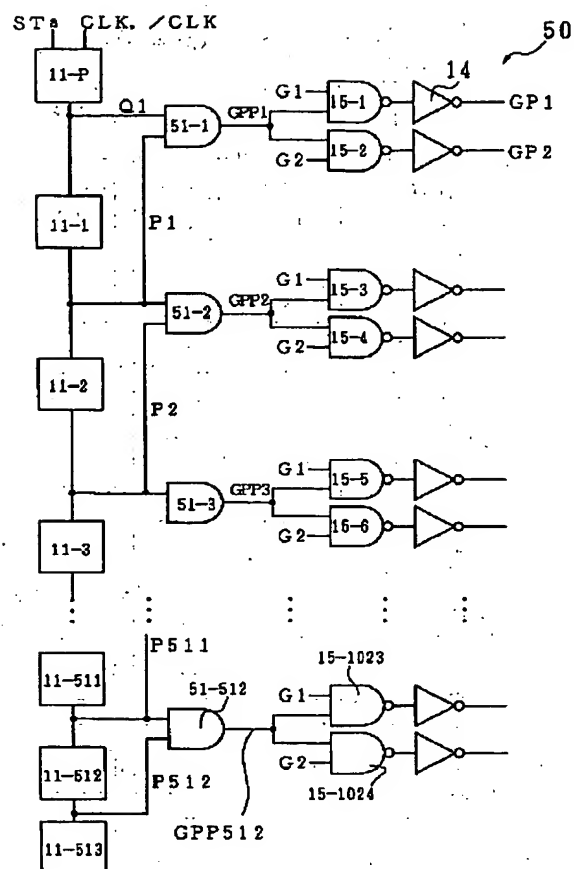 STa CLK. /CLK
50
11-P
14
Q1
51-1
GPP1
G1
15-1
GP1
15-2
G2
GP2
11-1
P1
51-2
GPP2
G1
15-3
15-4
G2
11-2
P2
51-3
GPP3
G1
15-5
15-6
G2
11-3
P511
51-512
15-1023
11-511
G1
11-512
P512
G2
15-1024
GPP512
11-513